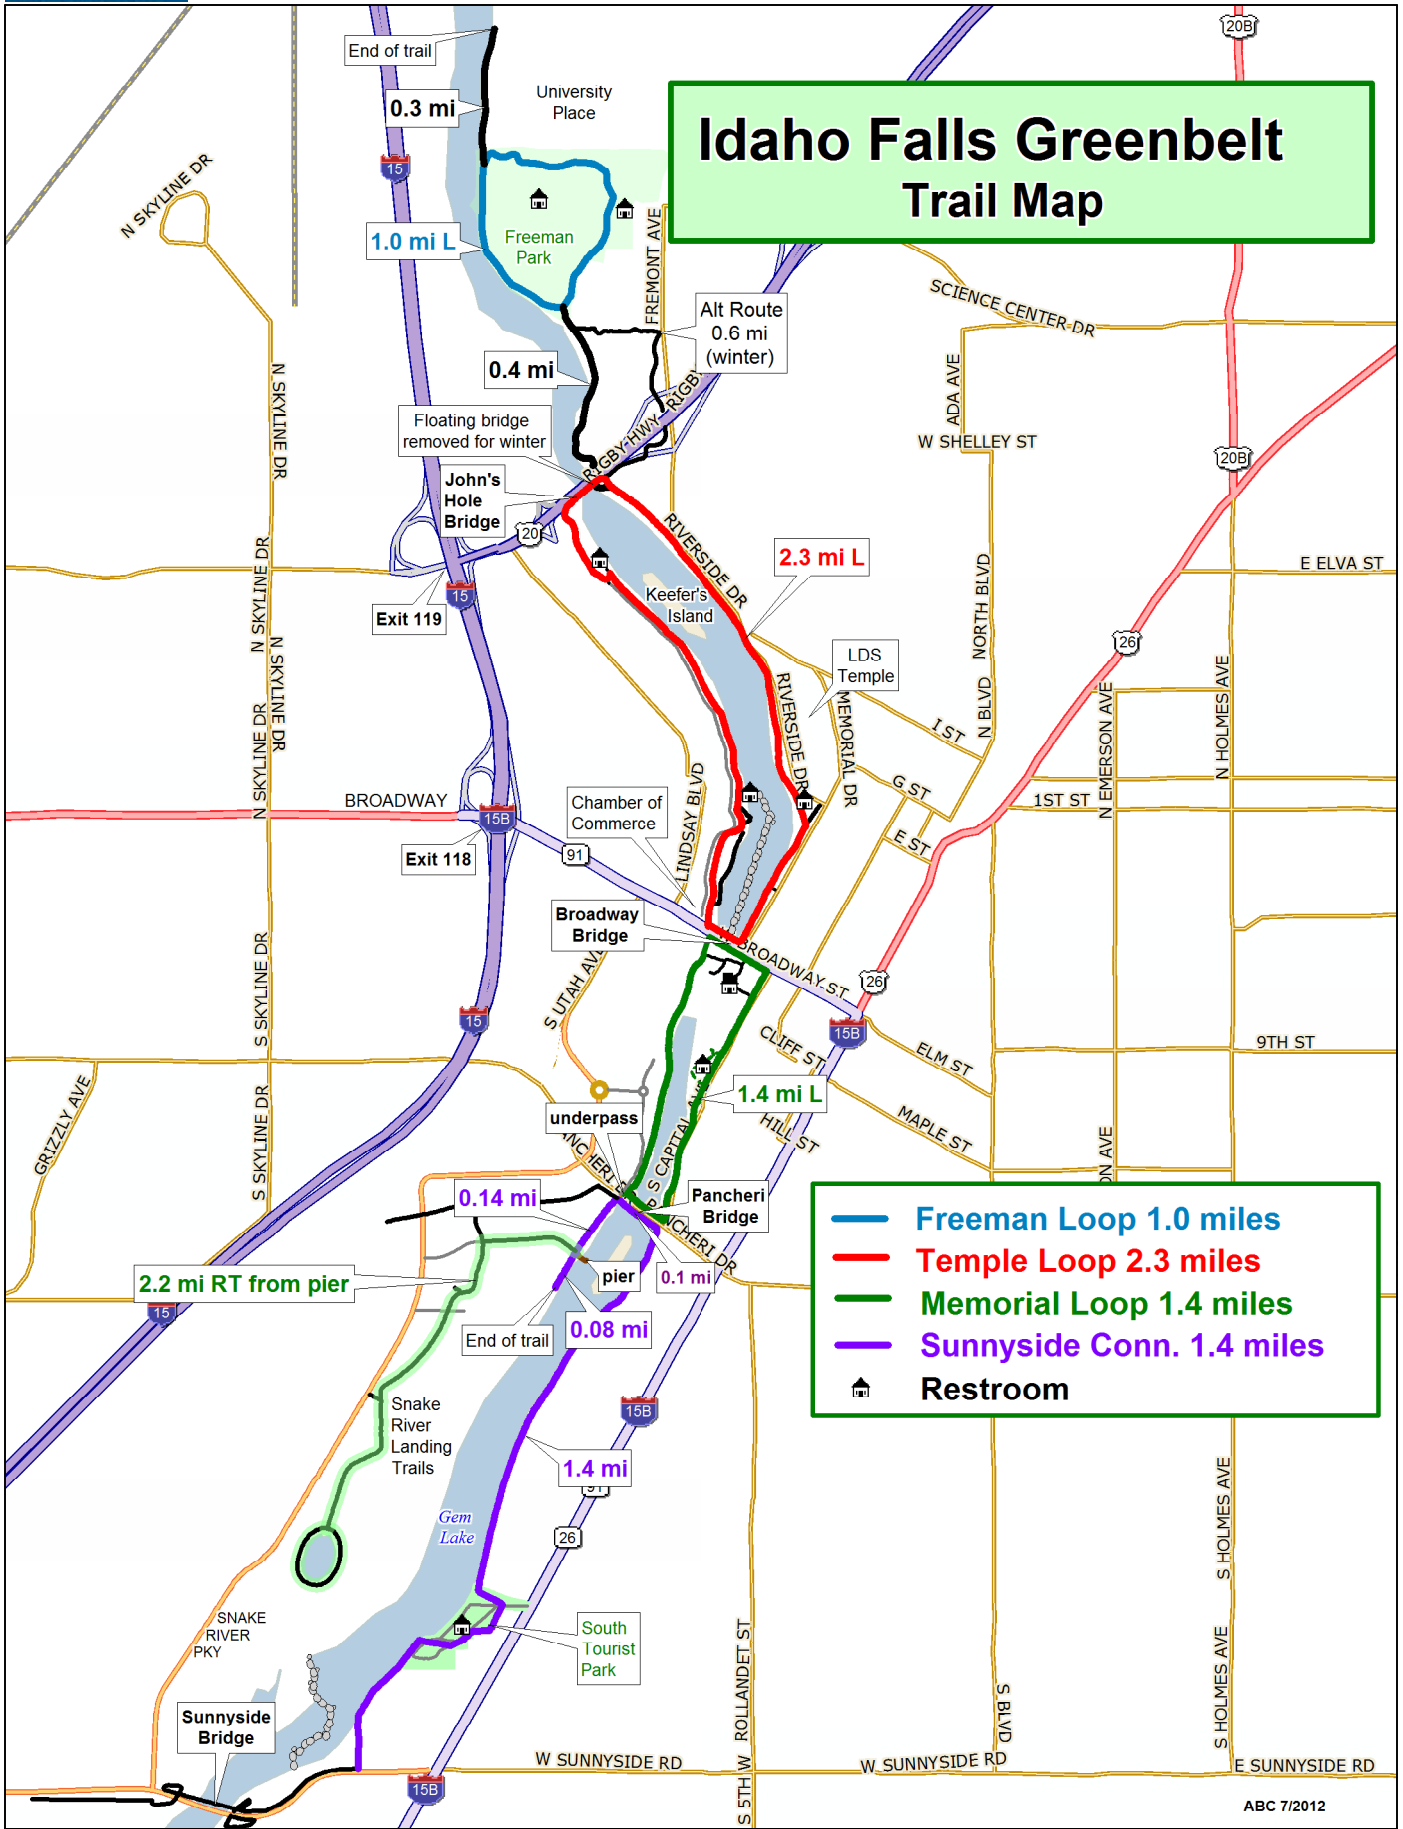 End of trail
0.3 mi
University
Place
20B
Idaho Falls Greenbelt
Trail Map
15
N SKYLINE DR
1.0 mi L
Freeman
Park
FREMONT AVE
SCIENCE CENTER DR
Alt Route
0.6 mi
(winter)
0.4 mi
ADA AVE
N SKYLINE DR
RIGBY
Floating bridge
removed for winter
RIGBY HWY
W SHELLEY ST
20B
John's
Hole
Bridge
20
RIVERSIDE DR
2.3 mi L
N SKYLINE DR
E ELVA ST
15
Exit 119
Keefer's
Island
NORTH BLVD
26
N SKYLINE DR
LDS
Temple
RIVERSIDE DR
MEMORIAL DR
N BLVD
I ST
N EMERSON AVE
N HOLMES AVE
N SKYLINE DR
BROADWAY
LINDSAY BLVD
G ST
1ST ST
15B
Chamber of
Commerce
E ST
91
Exit 118
Broadway
Bridge
W BROADWAY ST
26
S SKYLINE DR
S UTAH AVE
15
15B
CLIFF ST
ELM ST
9TH ST
GRIZZLY AVE
1.4 mi L
underpass
S CAPITAL AVE
HILL ST
MAPLE ST
S SKYLINE DR
ANCHERI DR
ON AVE
0.14 mi
Pancheri
Bridge
PANCHERI DR
Freeman Loop 1.0 miles
Temple Loop 2.3 miles
Memorial Loop 1.4 miles
Sunnyside Conn. 1.4 miles
Restroom
2.2 mi RT from pier
pier
0.1 mi
15
End of trail
0.08 mi
Snake
River
Landing
Trails
15B
1.4 mi
91
Gem
Lake
26
S HOLMES AVE
SNAKE
RIVER
PKY
South
Tourist
Park
S 5TH W
ROLLANDET ST
S BLVD
S HOLMES AVE
Sunnyside
Bridge
W SUNNYSIDE RD
W SUNNYSIDE RD
E SUNNYSIDE RD
15B
ABC 7/2012